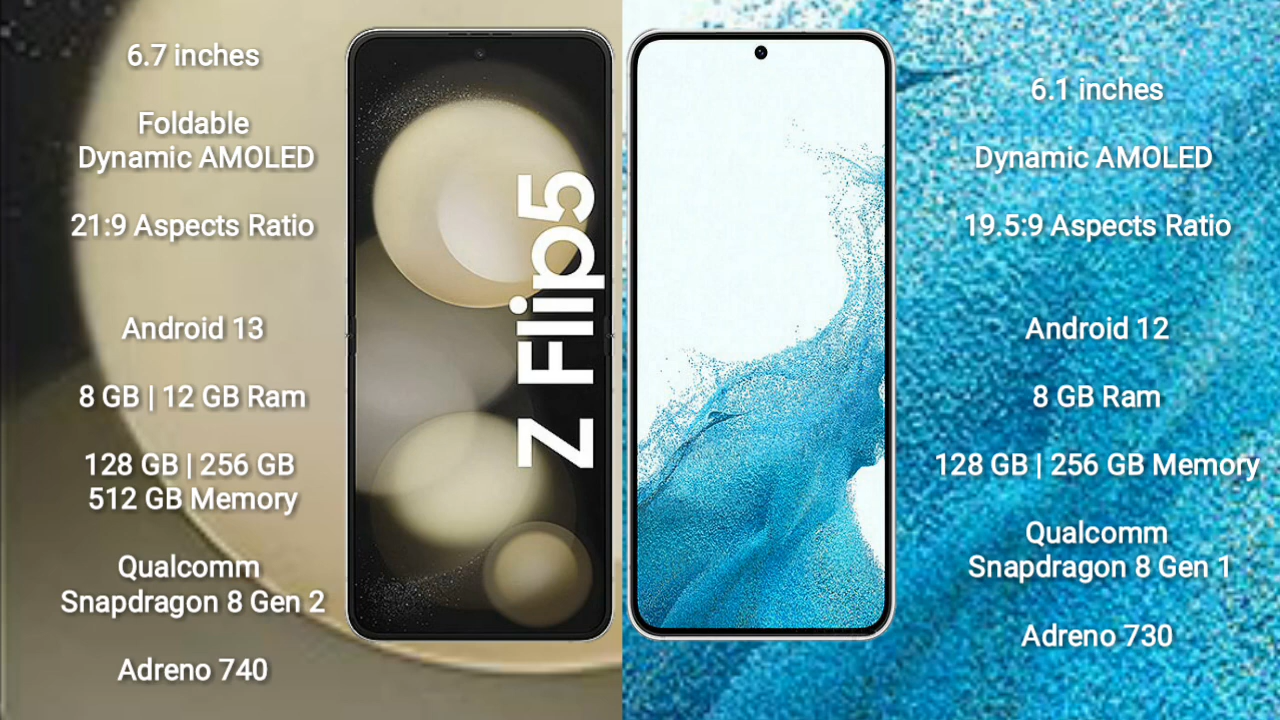 6.7 inches
Foldable
Dynamic AMOLED
21:9 Aspects Ratio
Android 13
8 GB | 12 GB Ram
128 GB | 256 GB
512 GB Memory
Qualcomm
Snapdragon 8 Gen 2
Adreno 740
Z Flip5
6.1 inches
Dynamic AMOLED
19.5:9 Aspects Ratio
Android 12
8 GB Ram
128 GB | 256 GB Memory
Qualcomm
Snapdragon 8 Gen 1
Adreno 730